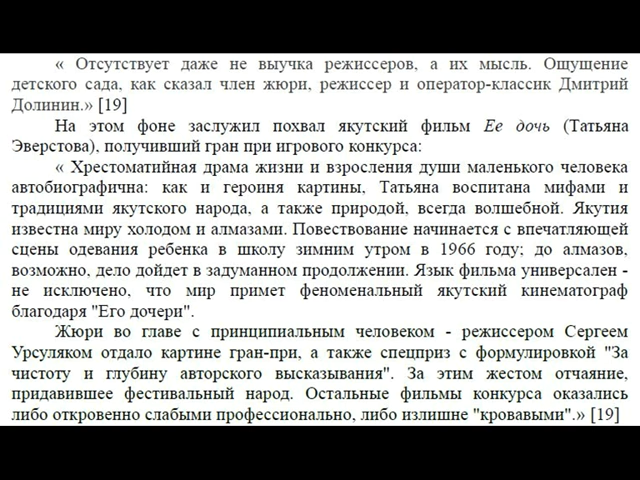 « Отсутствует даже не выучка режиссеров, а их мысль. Ощущение
детского сада, как сказал член жюри, режиссер и оператор-классик Дмитрий
Долинин.» [19]
На этом фоне заслужил похвал якутский фильм Ее дочь (Татьяна
Эверстова), получивший гран при игрового конкурса:
« Хрестоматийная драма жизни и взросления души маленького человека
автобиографична: как и героиня картины, Татьяна воспитана мифами и
традициями якутского народа, а также природой, всегда волшебной. Якутия
известна миру холодом и алмазами. Повествование начинается с впечатляющей
сцены одевания ребенка в школу зимним утром в 1966 году; до алмазов,
возможно, дело дойдет в задуманном продолжении. Язык фильма универсален -
не исключено, что мир примет феноменальный якутский кинематограф
благодаря "Его дочери".
Жюри во главе с принципиальным человеком - режиссером Сергеем
Урсуляком отдало картине гран-при, а также спецприз с формулировкой "За
чистоту и глубину авторского высказывания". За этим жестом отчаяние,
придавившее фестивальный народ. Остальные фильмы конкурса оказались
либо откровенно слабыми профессионально, либо излишне "кровавыми".» [19]